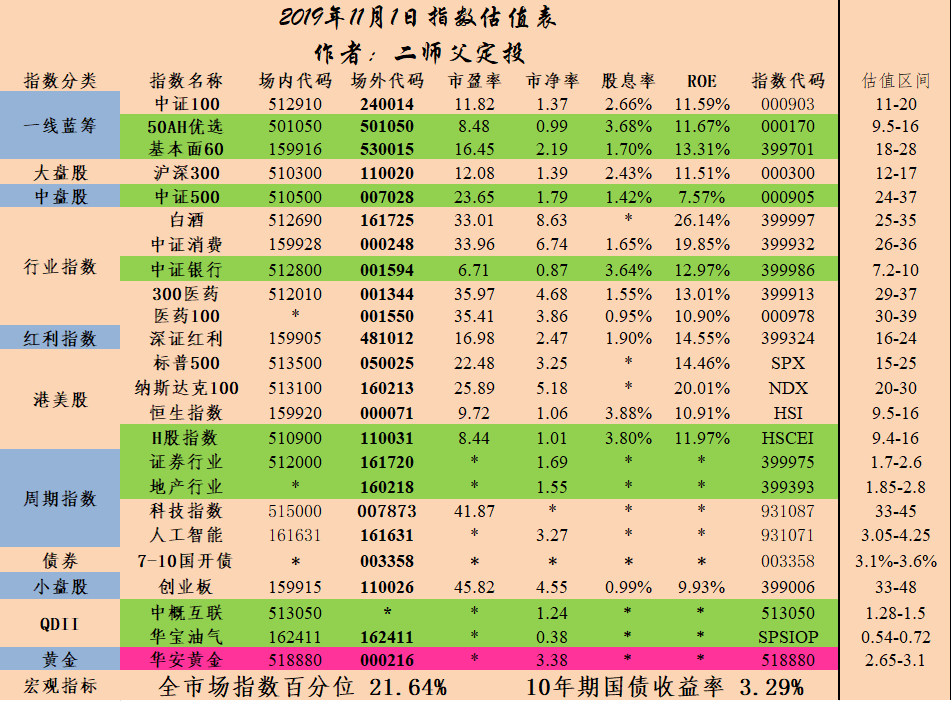 2019年11月1日指数估值表
作者：二师父定投
指数分类 指数名称 场内代码 场外代码 市盈率 市净率 股息率 ROE 指数代码 估值区间
中证100 512910 240014 11.82 1.37 2.66% 11.59% 000903 11-20
一线蓝筹 50AH优选 501050 501050 8.48 0.99 3.68% 11.67% 000170 9.5-16
基本面60 159916 530015 16.45 2.19 1.70% 13.31% 399701 18-28
大盘股 沪深300 510300 110020 12.08 1.39 2.43% 11.51% 000300 12-17
中盘股 中证500 510500 007028 23.65 1.79 1.42% 7.57% 000905 24-37
白酒 512690 161725 33.01 8.63 * 26.14% 399997 25-35
中证消费 159928 000248 33.96 6.74 1.65% 19.85% 399932 26-36
行业指数 中证银行 512800 001594 6.71 0.87 3.64% 12.97% 399986 7.2-10
300医药 512010 001344 35.97 4.68 1.55% 13.01% 399913 29-37
医药100 * 001550 35.41 3.86 0.95% 10.90% 000978 30-39
红利指数 深证红利 159905 481012 16.98 2.47 1.90% 14.55% 399324 16-24
标普500 513500 050025 22.48 3.25 * 14.46% SPX 15-25
纳斯达克100 513100 160213 25.89 5.18 * 20.01% NDX 20-30
港美股 恒生指数 159920 000071 9.72 1.06 3.88% 10.91% HSI 9.5-16
H股指数 510900 110031 8.44 1.01 3.80% 11.97% HSCEI 9.4-16
证券行业 512000 161720 * 1.69 * * 399975 1.7-2.6
地产行业 * 160218 * 1.55 * * 399393 1.85-2.8
周期指数 科技指数 515000 007873 41.87 * * * 931087 33-45
人工智能 161631 161631 * 3.27 * * 931071 3.05-4.25
债券 7-10国开债 * 003358 * * * * 003358 3.1%-3.6%
小盘股 创业板 159915 110026 45.82 4.55 0.99% 9.93% 399006 33-48
QDII 中概互联 513050 * * 1.24 * * 513050 1.28-1.5
华宝油气 162411 162411 * 0.38 * * SPSIOP 0.54-0.72
黄金 华安黄金 518880 000216 * 3.38 * * 518880 2.65-3.1
宏观指标 全市场指数百分位 21.64% 10年期国债收益率 3.29%